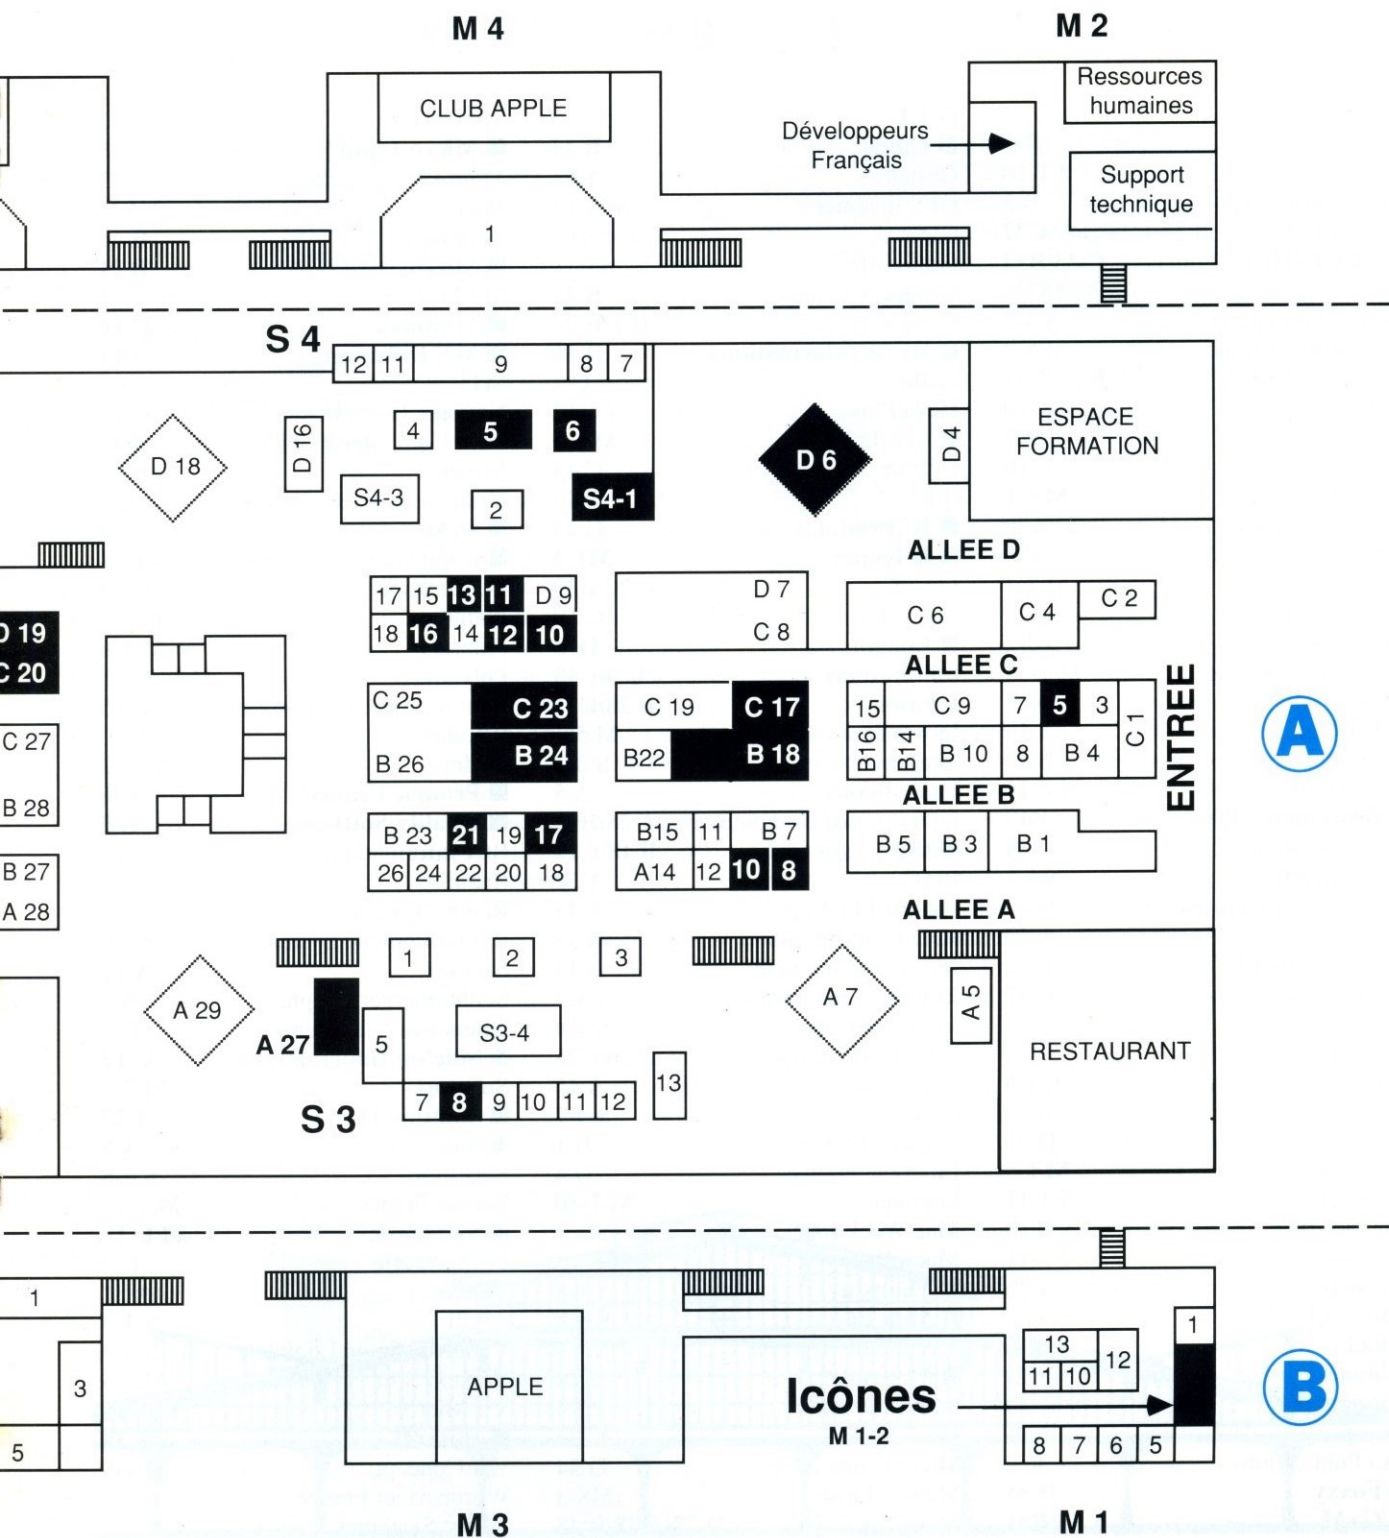 M 4
M 2
CLUB APPLE
Ressources
humaines
Développeurs
Français
Support
technique
1
S 4
12 11 9 8 7
4 5 6
D 18
D 16
S4-3
2
S4-1
D 6
D 4
ESPACE
FORMATION
ALLEE D
17 15 13 11 D 9
18 16 14 12 10
D 7
C 8
C 6
C 4
C 2
D 19
C 20
ALLEE C
C 25
C 23
B 26
B 24
C 19
C 17
B22
B 18
15 C 9 7 5 3
C 1
B16 B14 B 10 8 B 4
ENTREE
A
C 27
B 28
ALLEE B
B 23 21 19 17
26 24 22 20 18
B15 11 B 7
A14 12 10 8
B 5 B 3 B 1
B 27
A 28
ALLEE A
1 2 3
A 29
A 27
5
S3-4
A 7
A 5
RESTAURANT
13
7 8 9 10 11 12
S 3
1
3
5
APPLE
Icônes
M 1-2
1
13
12
11 10
8 7 6 5
B
M 3
M 1